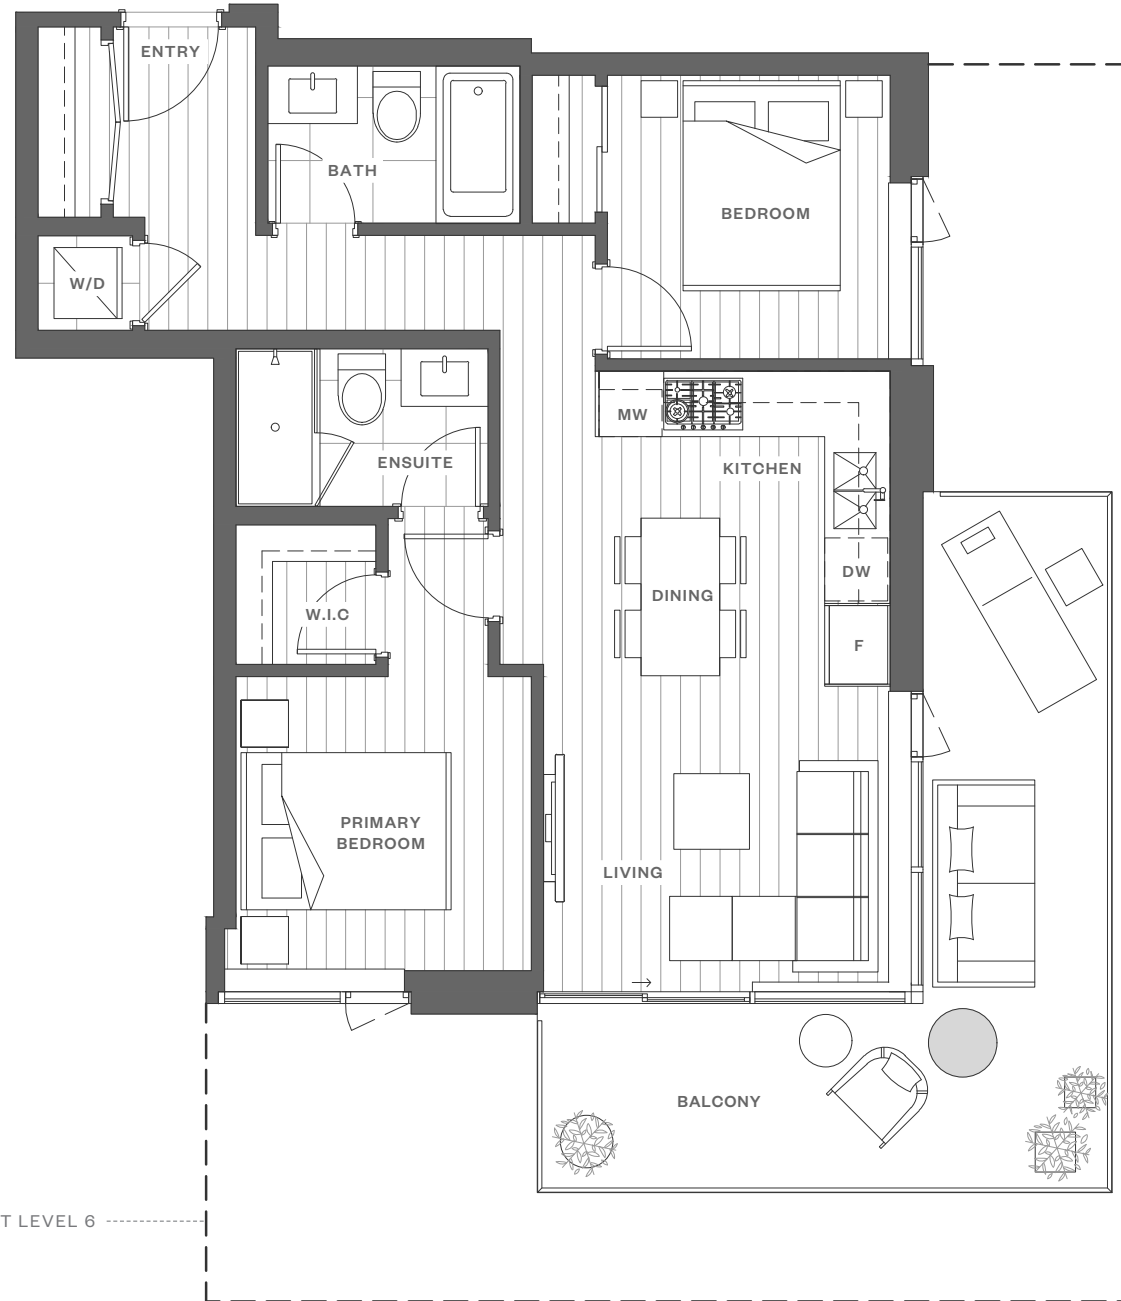 ENTRY
BATH
BEDROOM
W/D
MW
ENSUITE
KITCHEN
DW
DINING
W.I.C
F
PRIMARY
BEDROOM
LIVING
BALCONY
T LEVEL 6